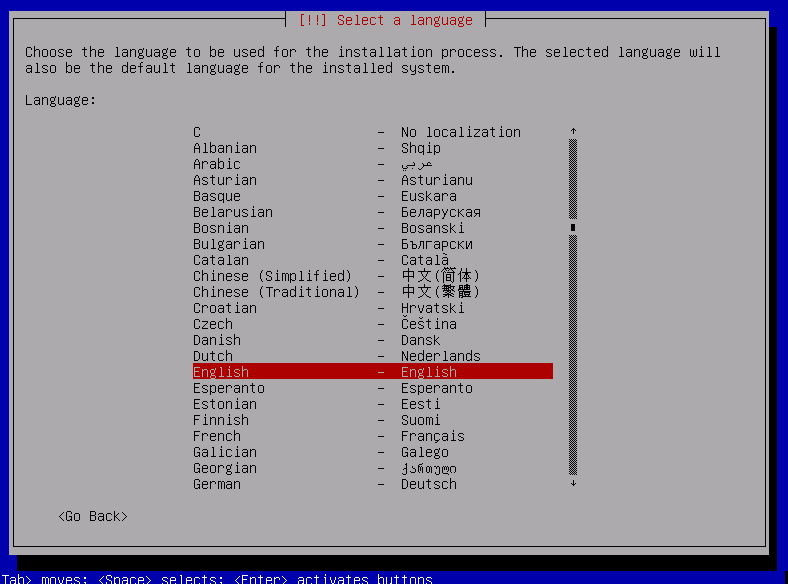 [!!] Select a language
Choose the language to be used for the installation process. The selected language will
also be the default language for the installed system.
Language:
C - No localization ↑
Albanian - Shqip
Arabic - عربي
Asturian - Asturianu
Basque - Euskara
Belarusian - Беларуская
Bosnian - Bosanski
Bulgarian - Български
Catalan - Català
Chinese (Simplified) - 中文(简体)
Chinese (Traditional) - 中文(繁體)
Croatian - Hrvatski
Czech - Čeština
Danish - Dansk
Dutch - Nederlands
English - English
Esperanto - Esperanto
Estonian - Eesti
Finnish - Suomi
French - Français
Galician - Galego
Georgian - ქართული
German - Deutsch ↓
<Go Back>
Tab> moves; <Space> selects; <Enter> activates buttons